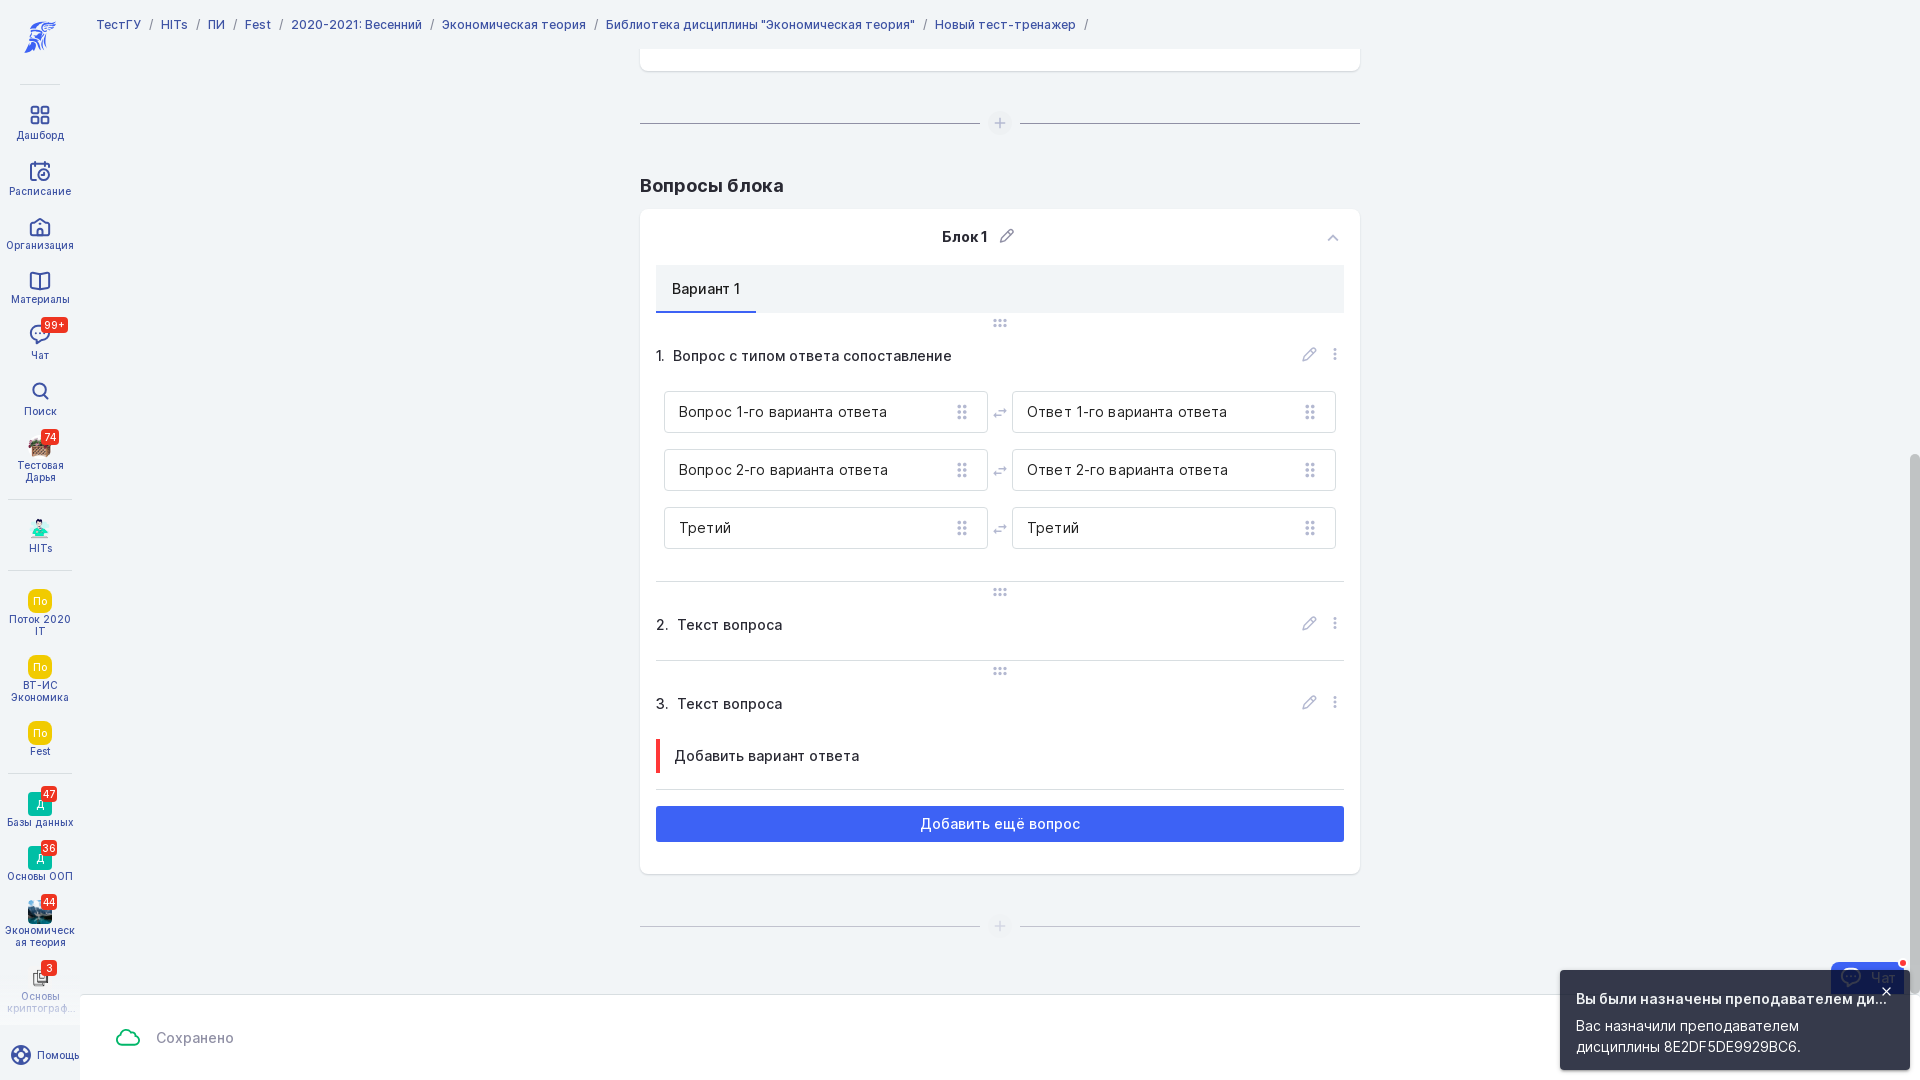 ТестГУ / HITs / ПИ / Fest / 2020-2021: Весенний / Экономическая теория / Библиотека дисциплины "Экономическая теория" / Новый тест-тренажер /
Дашборд
Расписание
Организация
Материалы
99+
Чат
Поиск
74
Тестовая
Дарья
HITs
По
Поток 2020
IT
По
ВТ-ИС
Экономика
По
Fest
47
Д
Базы данных
36
Д
Основы ООП
44
Экономическ
ая теория
3
Основы
криптограф...
Помощь
Вопросы блока
Блок 1
Вариант 1
1. Вопрос с типом ответа сопоставление
Вопрос 1-го варианта ответа
Ответ 1-го варианта ответа
Вопрос 2-го варианта ответа
Ответ 2-го варианта ответа
Третий
Третий
2. Текст вопроса
3. Текст вопроса
Добавить вариант ответа
Добавить ещё вопрос
Сохранено
Чат
Вы были назначены преподавателем ди...
Вас назначили преподавателем
дисциплины 8E2DF5DE9929BC6.